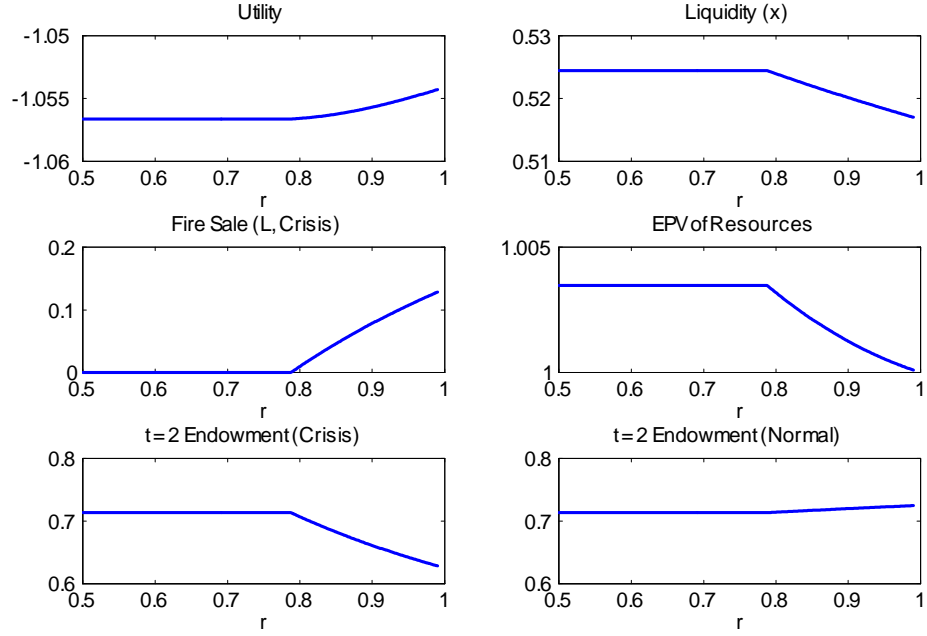 Utility
-1.05
-1.055
-1.06
0.5 0.6 0.7 0.8 0.9 1
r
Liquidity (x)
0.53
0.52
0.51
0.5 0.6 0.7 0.8 0.9 1
r
Fire Sale (L, Crisis)
0.2
0.1
0
0.5 0.6 0.7 0.8 0.9 1
r
EPV of Resources
1.005
1
0.5 0.6 0.7 0.8 0.9 1
r
t = 2 Endowment (Crisis)
0.8
0.7
0.6
0.5 0.6 0.7 0.8 0.9 1
r
t = 2 Endowment (Normal)
0.8
0.7
0.6
0.5 0.6 0.7 0.8 0.9 1
r